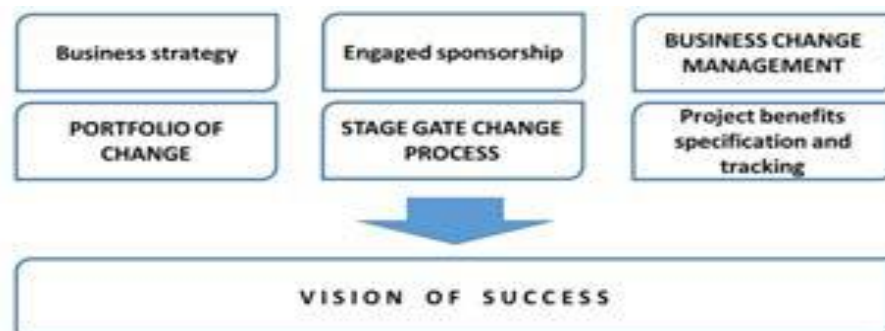 Business strategy
Engaged sponsorship
BUSINESS CHANGE
MANAGEMENT
PORTFOLIO OF
CHANGE
STAGE GATE CHANGE
PROCESS
Project benefits
specification and
tracking
VISION OF SUCCESS